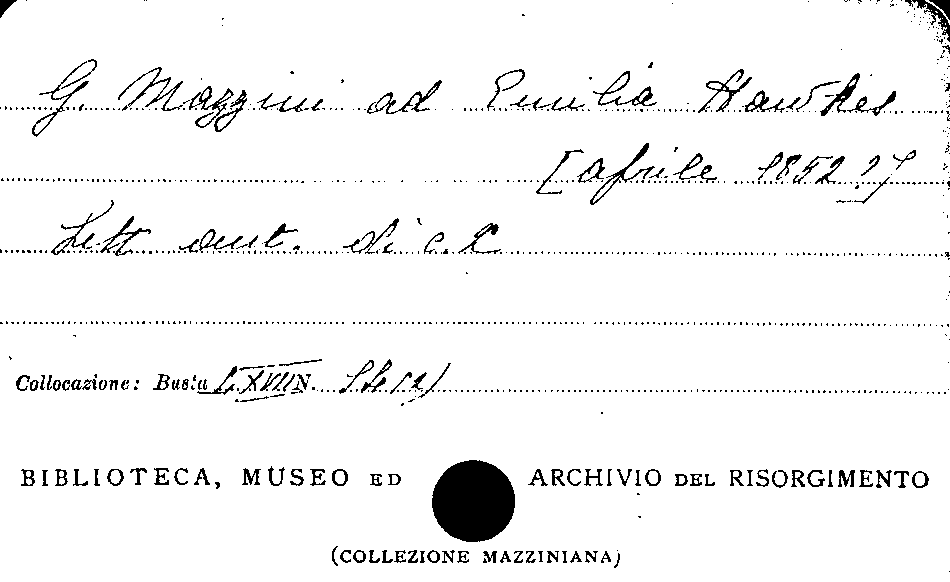 G. Mazzini ad Emilia Hawkes
[aprile 1852?]
Lett aut. di c.
Collocazione: Busta LXVIII N.
BIBLIOTECA, MUSEO ED ARCHIVIO DEL RISORGIMENTO
(COLLEZIONE MAZZINIANA)